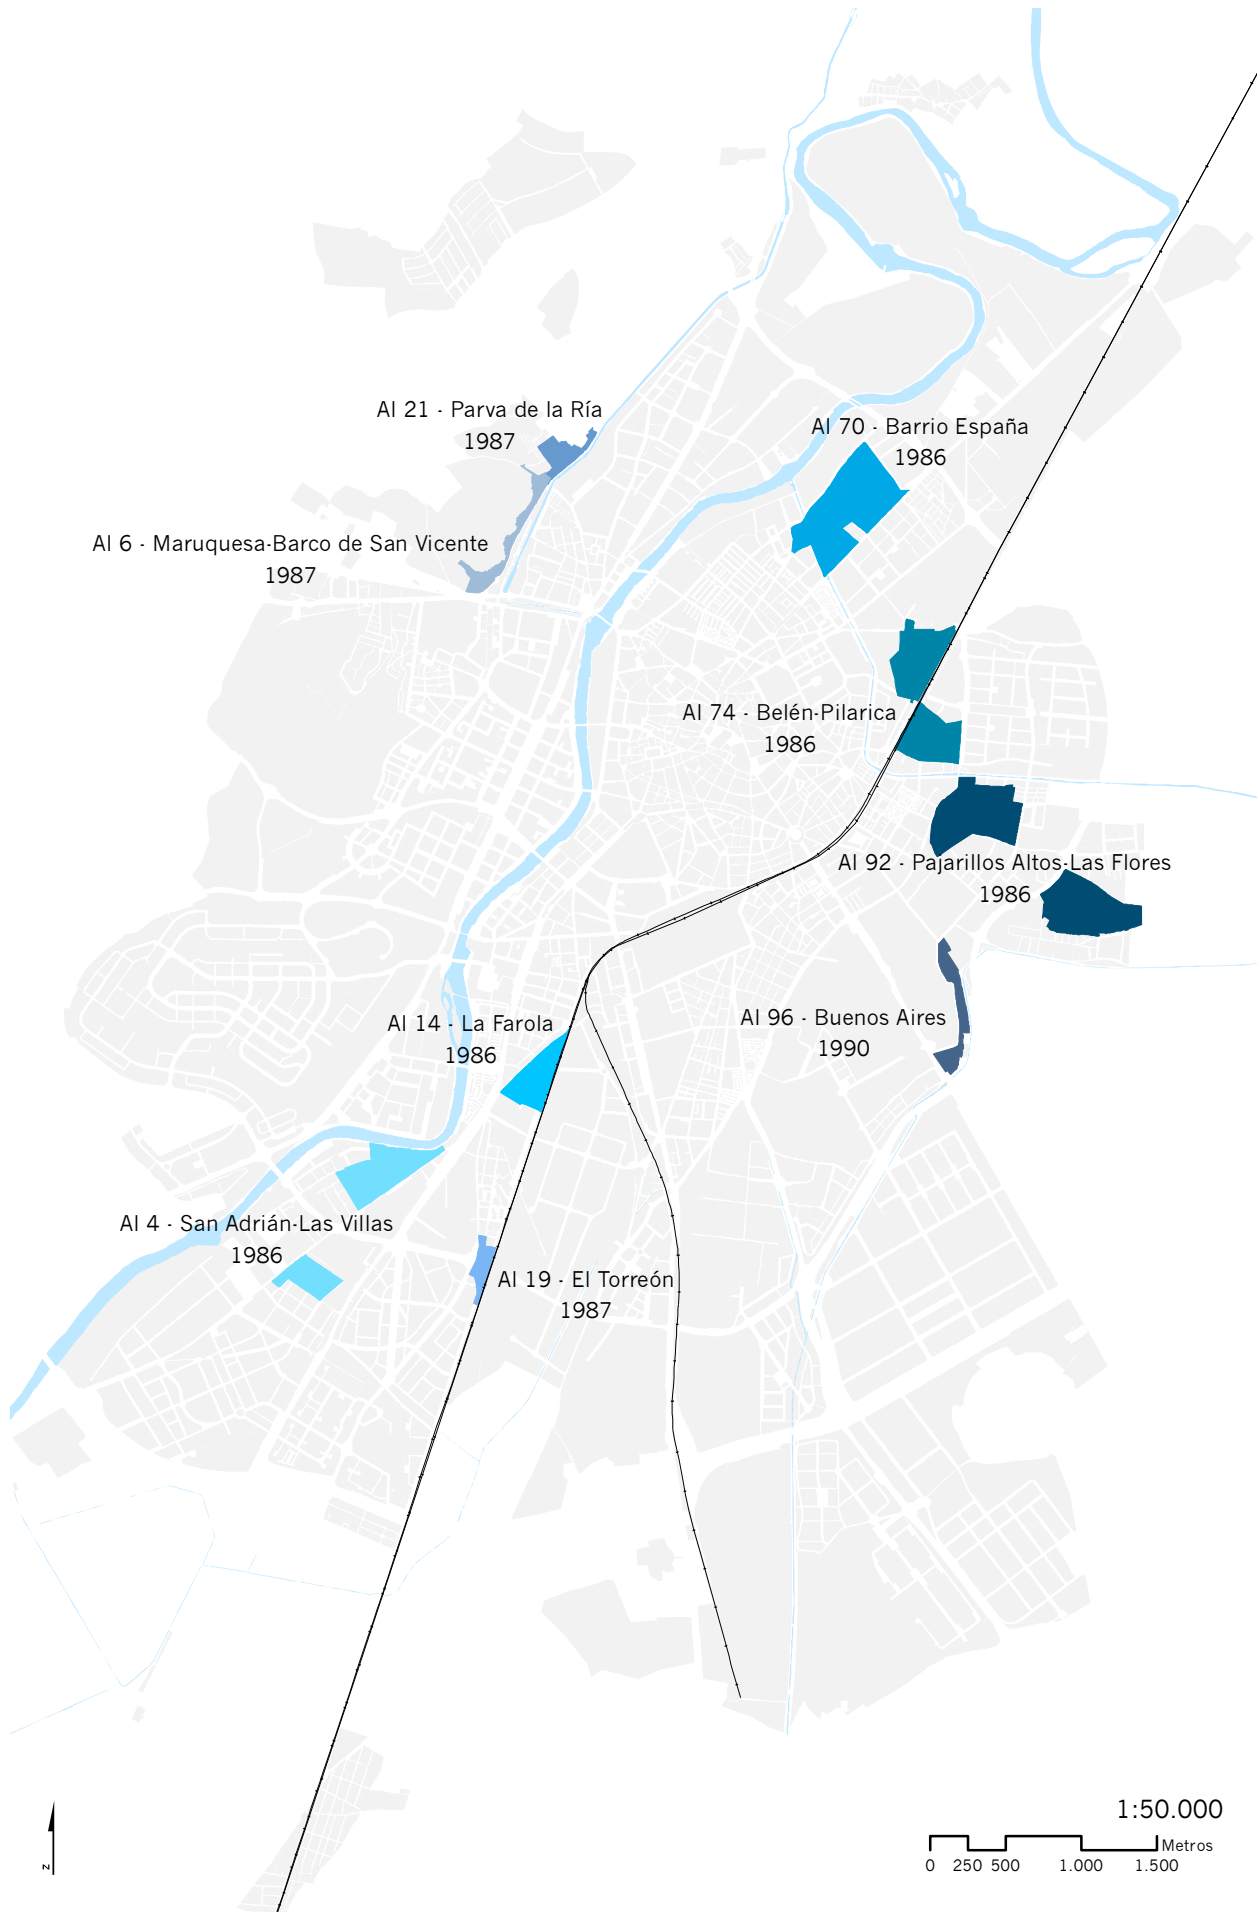 AI 21 - Parva de la Ría
1987
AI 70 - Barrio España
1986
AI 6 - Maruquesa-Barco de San Vicente
1987
AI 74 - Belén-Pilarica
1986
AI 92 - Pajarillos Altos-Las Flores
1986
AI 14 - La Farola
1986
AI 96 - Buenos Aires
1990
AI 4 - San Adrián-Las Villas
1986
AI 19 - El Torreón
1987
1:50.000
Metros
0 250 500 1.000 1.500
N